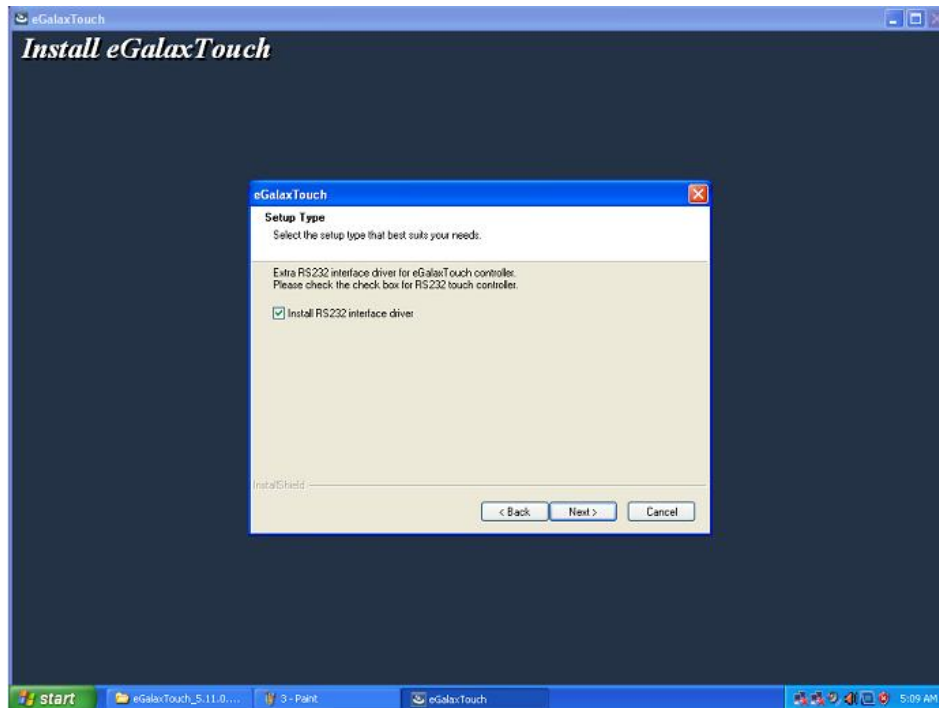 eGalaxTouch
Install eGalaxTouch
eGalaxTouch
Setup Type
Select the setup type that best suits your needs.
Extra RS232 interface driver for eGalaxTouch controller.
Please check the check box for RS232 touch controller.
Install RS232 interface driver
InstallShield
< Back Next > Cancel
start eGalaxTouch_5.11.0.... 3 - Paint eGalaxTouch 5:09 AM